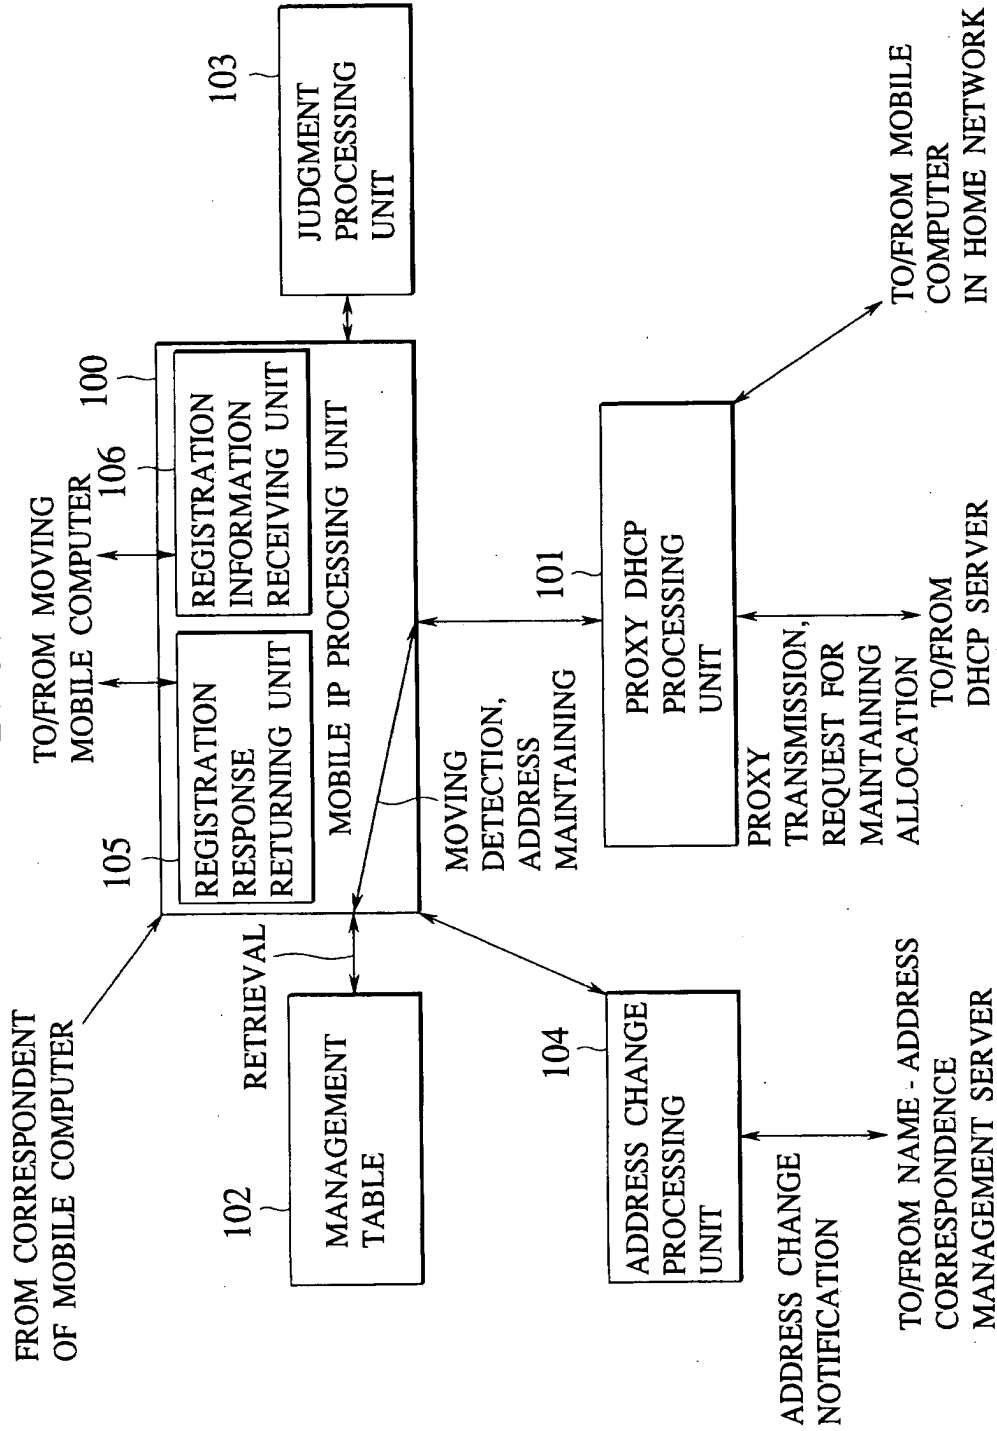 FROM CORRESPONDENT
OF MOBILE COMPUTER
TO/FROM MOVING
MOBILE COMPUTER
105
106
100
103
REGISTRATION
RESPONSE
RETURNING UNIT
REGISTRATION
INFORMATION
RECEIVING UNIT
MOBILE IP PROCESSING UNIT
JUDGMENT
PROCESSING
UNIT
RETRIEVAL
102
MANAGEMENT
TABLE
MOVING
DETECTION,
ADDRESS
MAINTAINING
104
ADDRESS CHANGE
PROCESSING
UNIT
101
PROXY DHCP
PROCESSING
UNIT
ADDRESS CHANGE
NOTIFICATION
PROXY
TRANSMISSION,
REQUEST FOR
MAINTAINING
ALLOCATION
TO/FROM NAME - ADDRESS
CORRESPONDENCE
MANAGEMENT SERVER
TO/FROM
DHCP SERVER
TO/FROM MOBILE
COMPUTER
IN HOME NETWORK